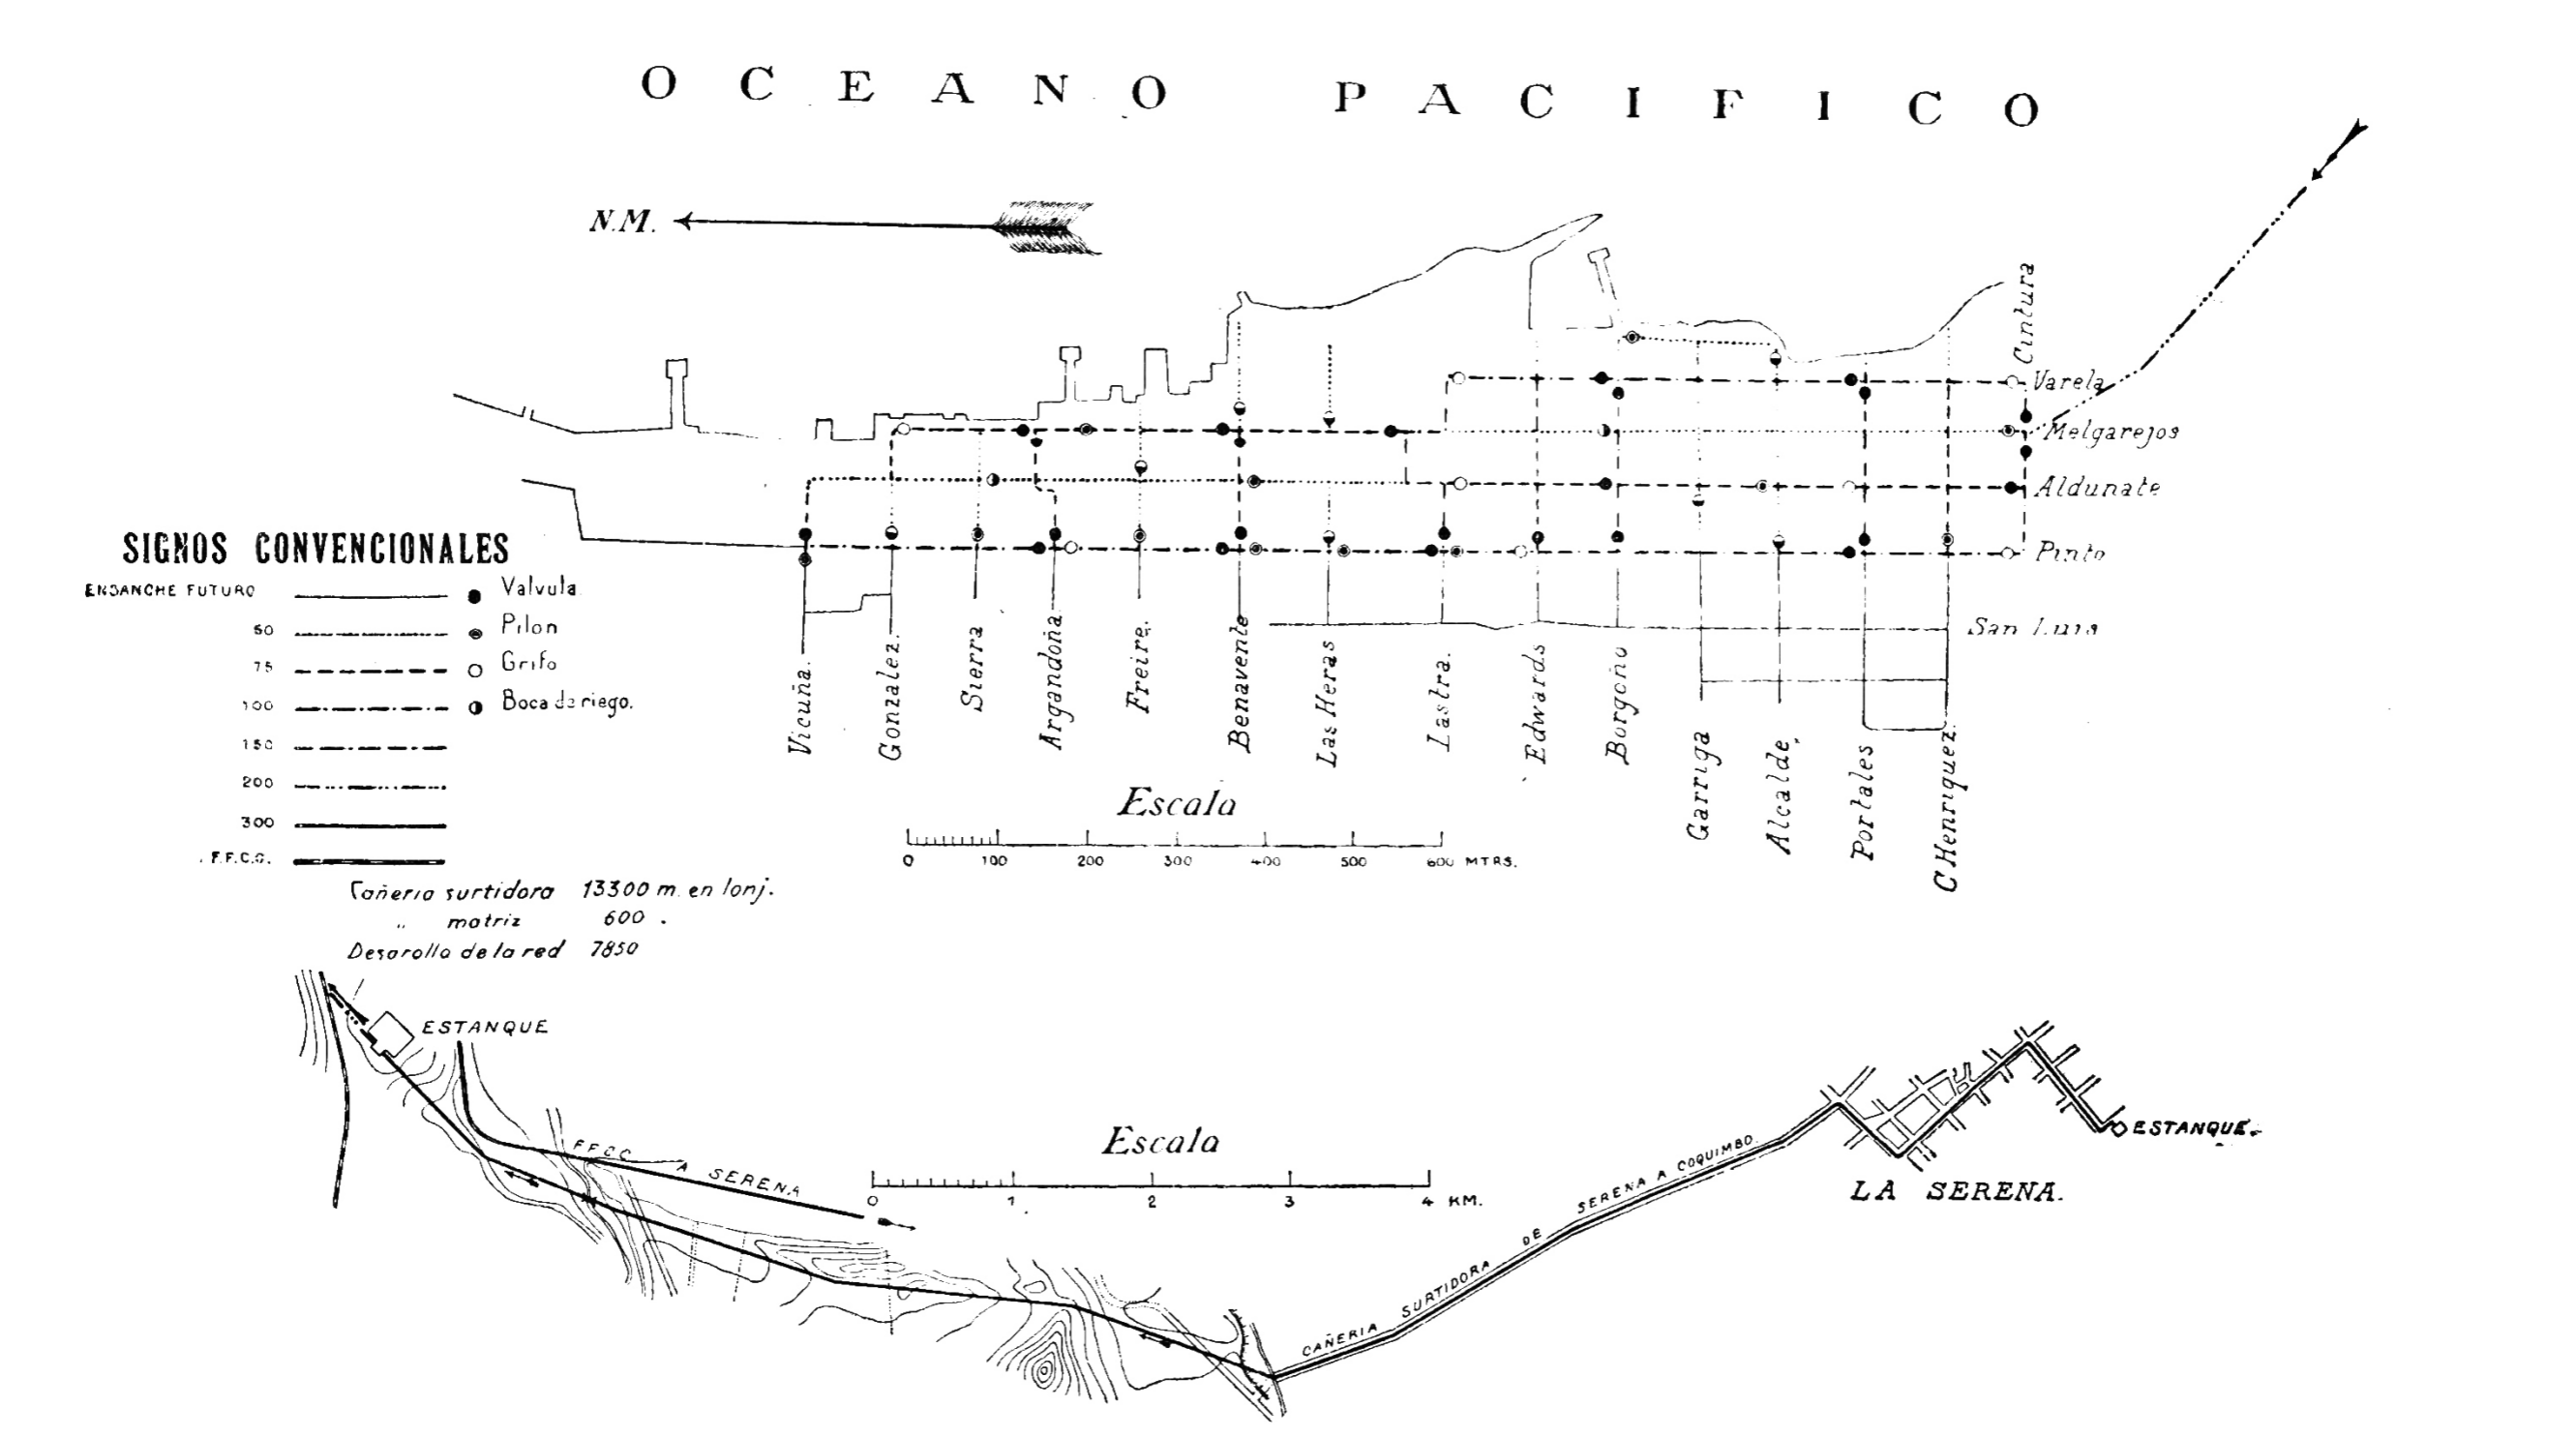 OCEANO PACIFICO
N.M.
Cintura
Varela
Melgarejos
Aldunate
Pinto
San Luis
SIGNOS CONVENCIONALES
ENSANCHE FUTURO
50
75
100
150
200
300
F.F.C.C.
Valvula
Pilon
Grifo
Boca de riego.
Vicuña.
Gonzalez.
Sierra
Argandoña
Freire.
Benavente
Las Heras
Lastra.
Edwards
Borgoño
Garriga
Alcalde,
Portales
C Henriquez.
Escala
0 100 200 300 400 500 600 MTRS.
Cañeria surtidora 13300 m. en lonj.
" matriz 600 .
Desarollo de la red 7850
ESTANQUE
F F C C A SERENA
Escala
0 1 2 3 4 KM.
CAÑERIA SURTIDORA DE SERENA A COQUIMBO.
ESTANQUE.
LA SERENA.